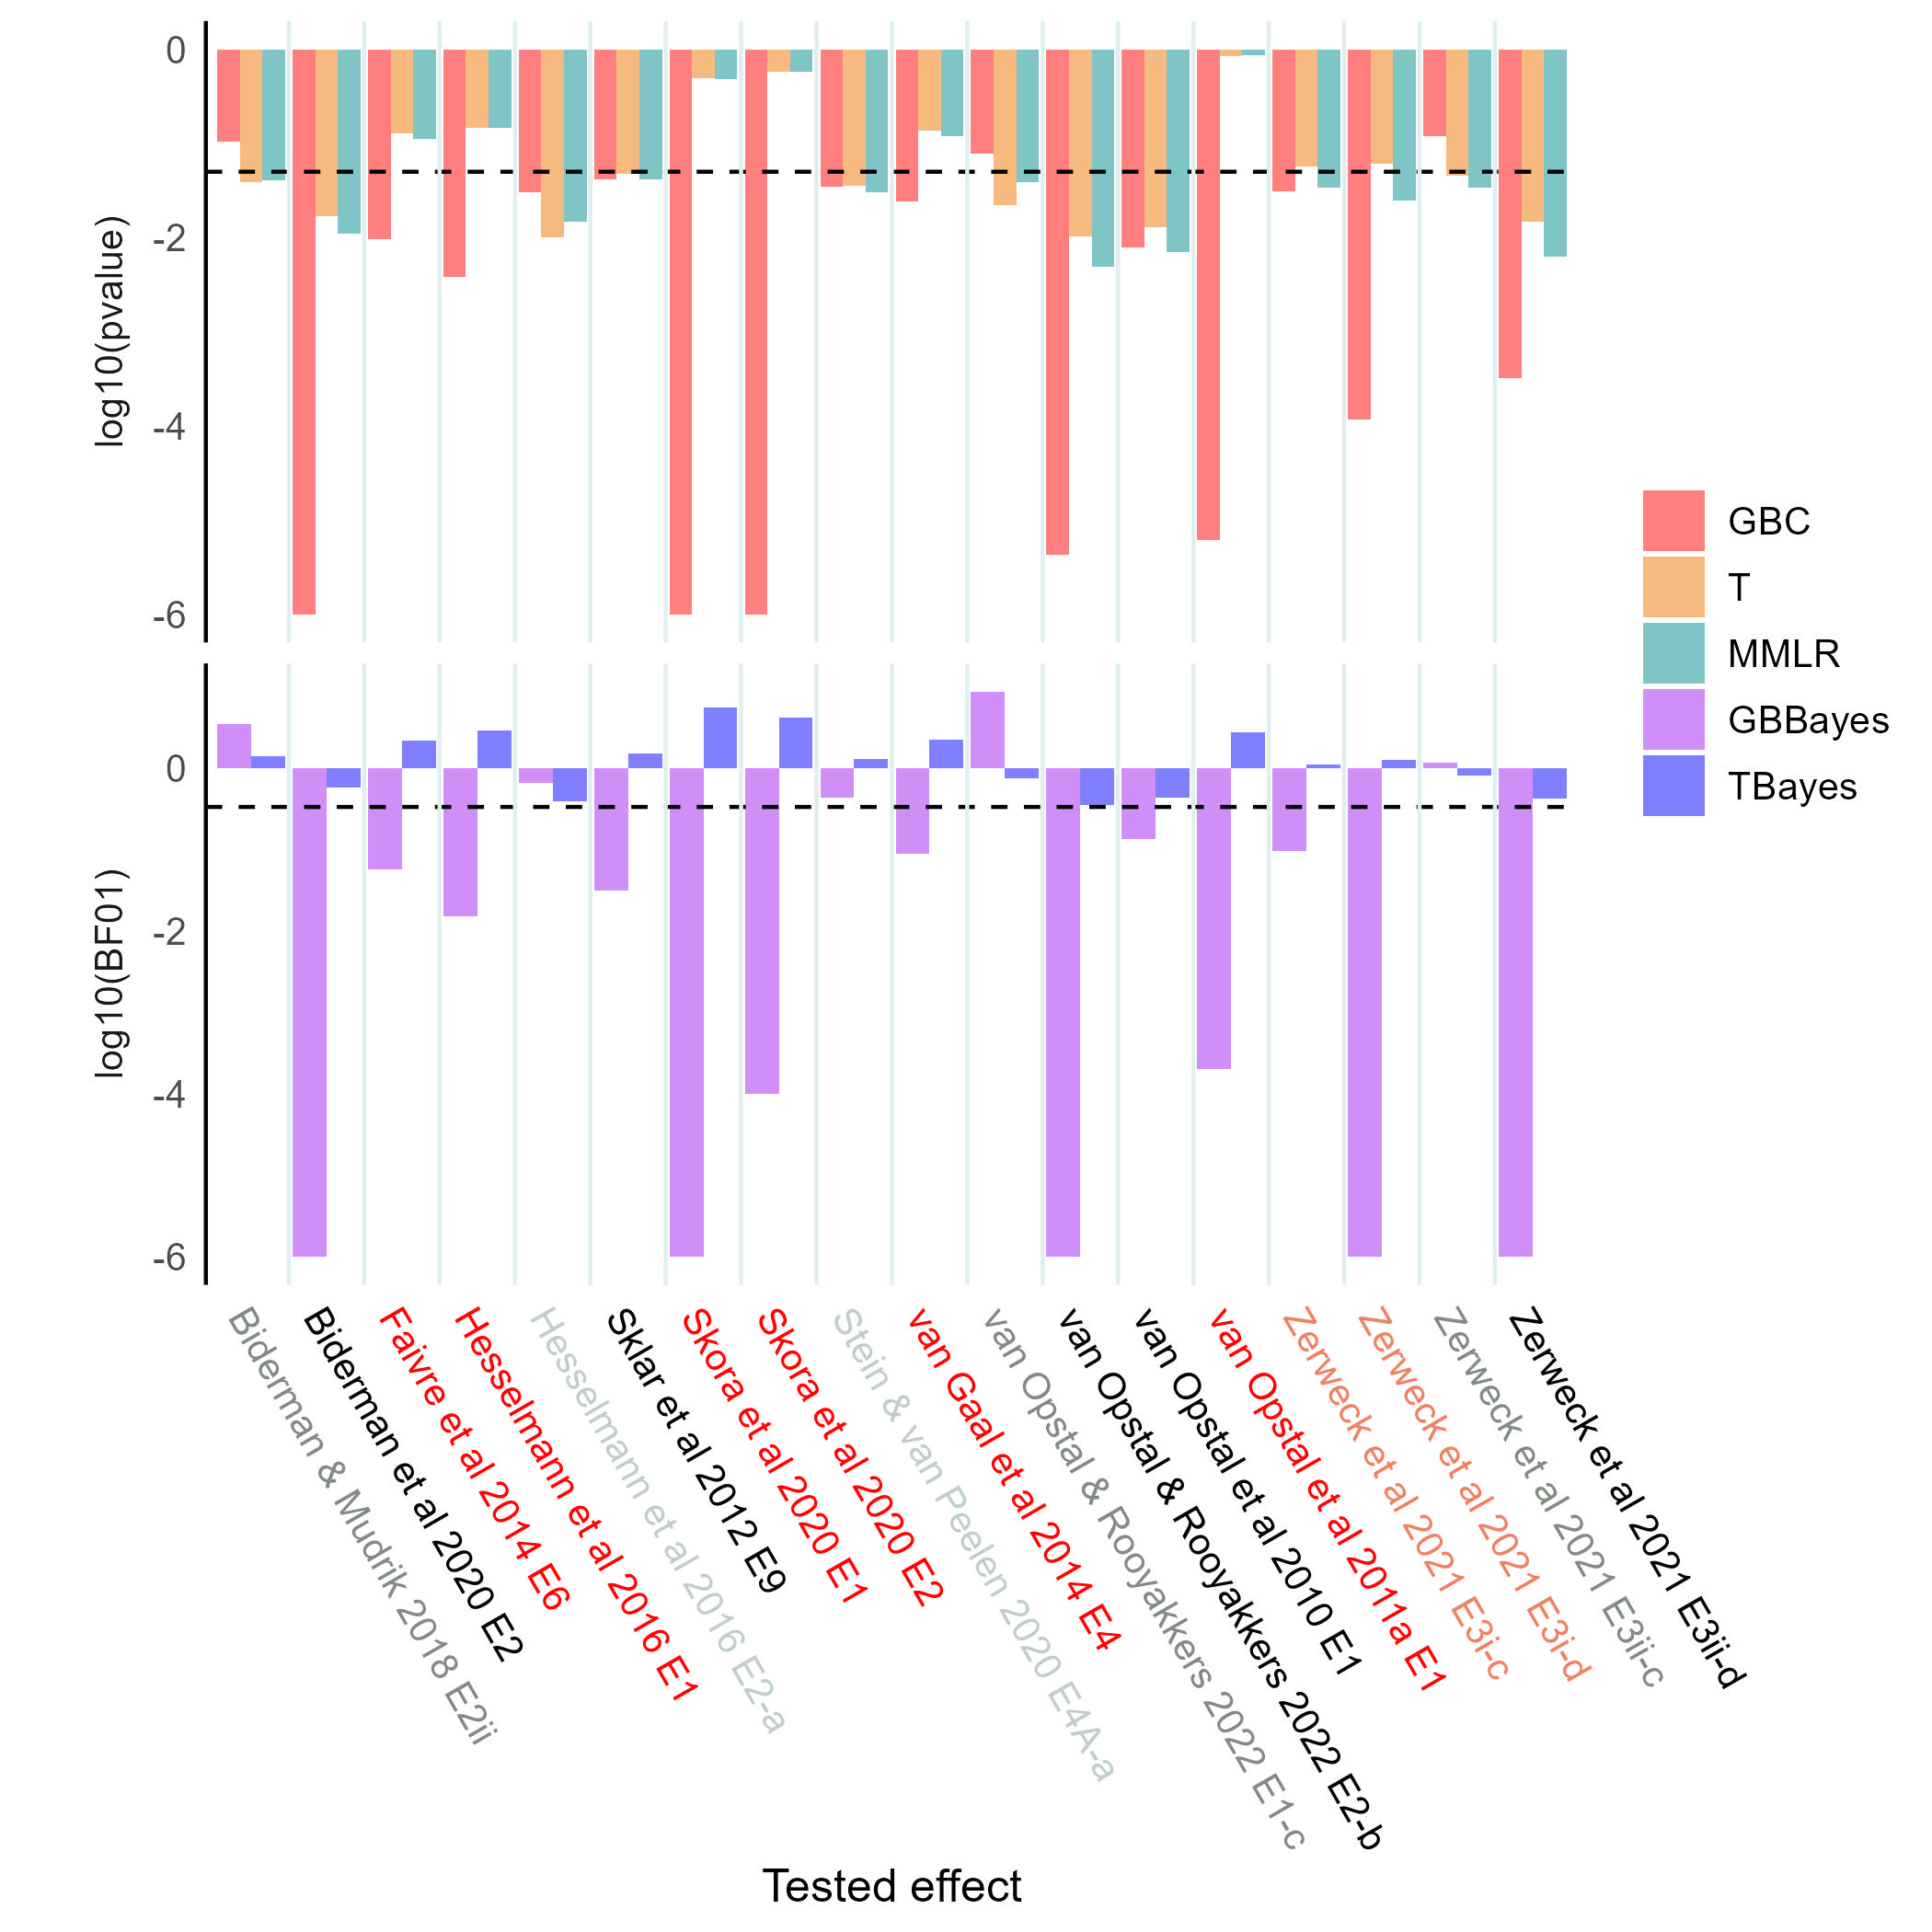 0
-2
-4
-6
log10(pvalue)
0
-2
-4
-6
log10(BF01)
GBC
T
MMLR
GBBayes
TBayes
Biderman & Mudrik 2018 E2ii
Biderman et al 2020 E2
Faivre et al 2014 E6
Hesselmann et al 2016 E1
Hesselmann et al 2016 E2-a
Sklar et al 2012 E9
Skora et al 2020 E1
Skora et al 2020 E2
Stein & van Peelen 2020 E4A-a
van Gaal et al 2014 E4
van Opstal & Rooyakkers 2022 E1-c
van Opstal & Rooyakkers 2022 E2-b
van Opstal et al 2010 E1
van Opstal et al 2011a E1
Zerweck et al 2021 E3i-c
Zerweck et al 2021 E3i-d
Zerweck et al 2021 E3ii-c
Zerweck et al 2021 E3ii-d
Tested effect